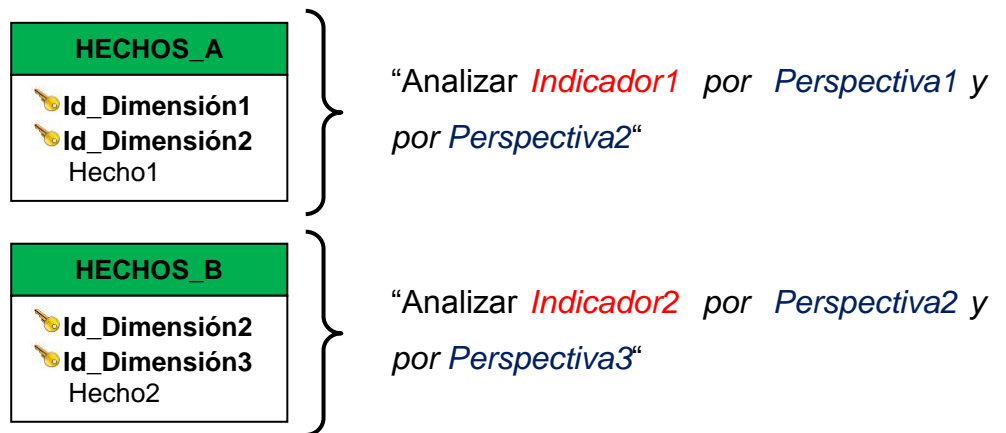 HECHOS_A
Id_Dimensión1
Id_Dimensión2
Hecho1
“Analizar Indicador1 por Perspectiva1 y
por Perspectiva2“
HECHOS_B
Id_Dimensión2
Id_Dimensión3
Hecho2
“Analizar Indicador2 por Perspectiva2 y
por Perspectiva3“